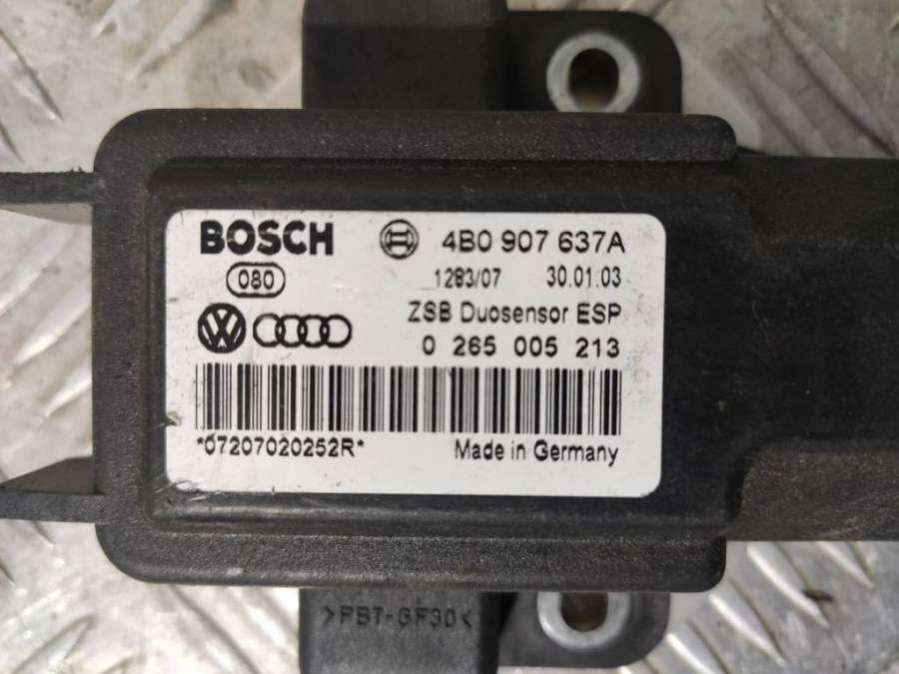 BOSCH 4B0 907 637A
080 1283/07 30.01.03
ZSB Duosensor ESP
0 265 005 213
*07207020252R* Made in Germany
>PBT-GF30<